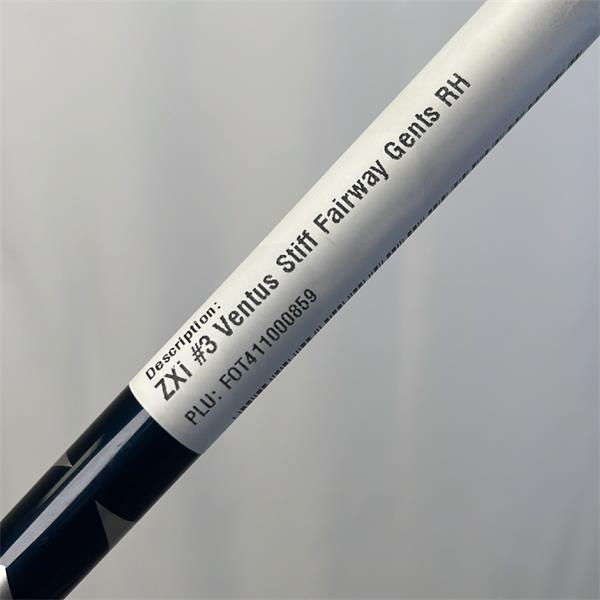 Description:
ZXi #3 Ventus Stiff Fairway Gents RH
PLU: FOT411000859